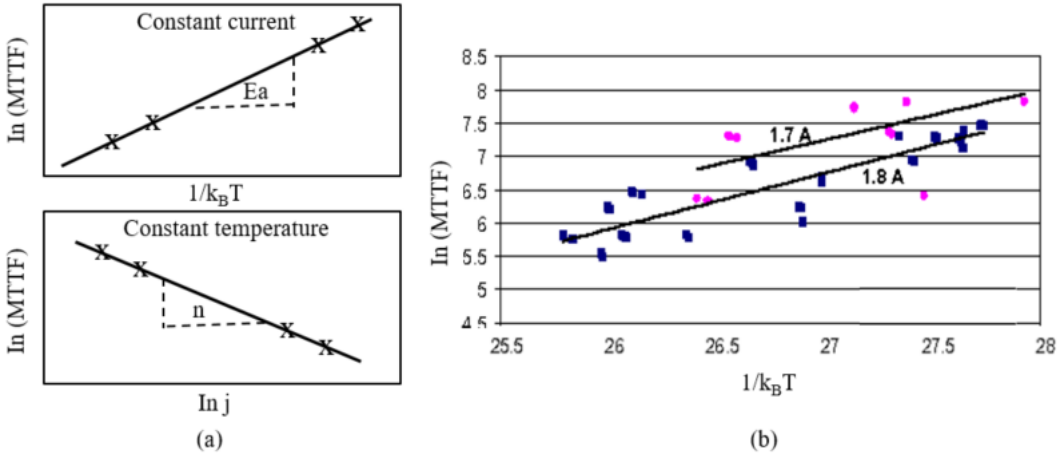 Constant current
X
X
Ea
X
X
ln (MTTF)
1/kBT
Constant temperature
X
X
n
X
X
ln (MTTF)
ln j
(a)
8.5
8
7.5
7
6.5
6
5.5
5
4.5
ln (MTTF)
1.7 A
1.8 A
25.5 26 26.5 27 27.5 28
1/kBT
(b)